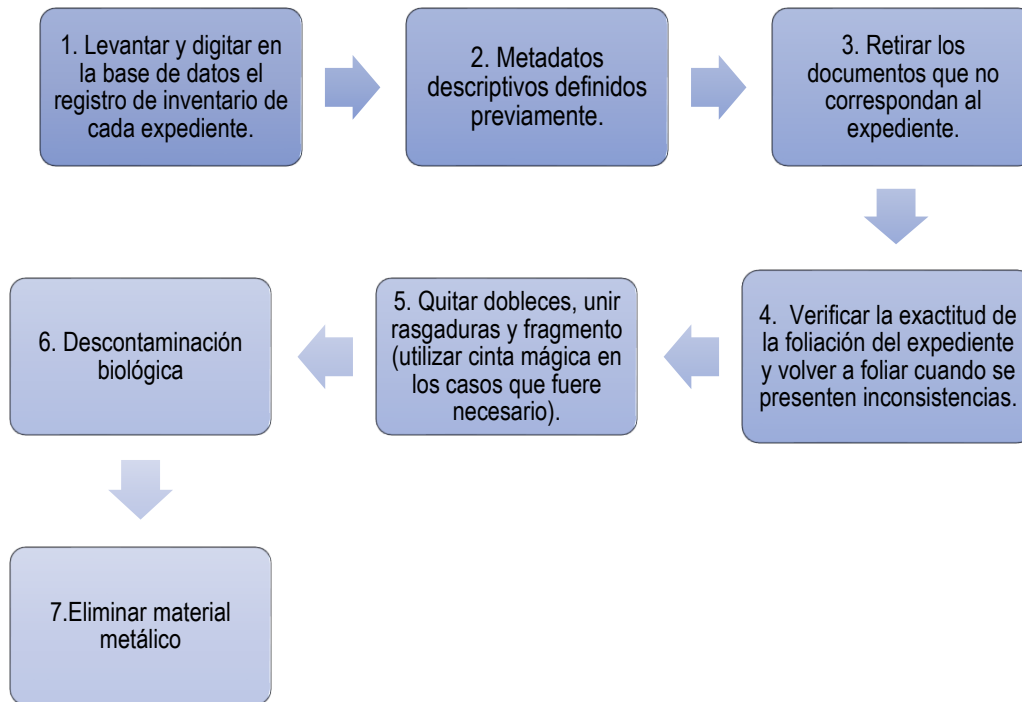 1. Levantar y digitar en
la base de datos el
registro de inventario de
cada expediente.
2. Metadatos
descriptivos definidos
previamente.
3. Retirar los
documentos que no
correspondan al
expediente.
4. Verificar la exactitud de
la foliación del expediente
y volver a foliar cuando se
presenten inconsistencias.
5. Quitar dobleces, unir
rasgaduras y fragmento
(utilizar cinta mágica en
los casos que fuere
necesario).
6. Descontaminación
biológica
7.Eliminar material
metálico